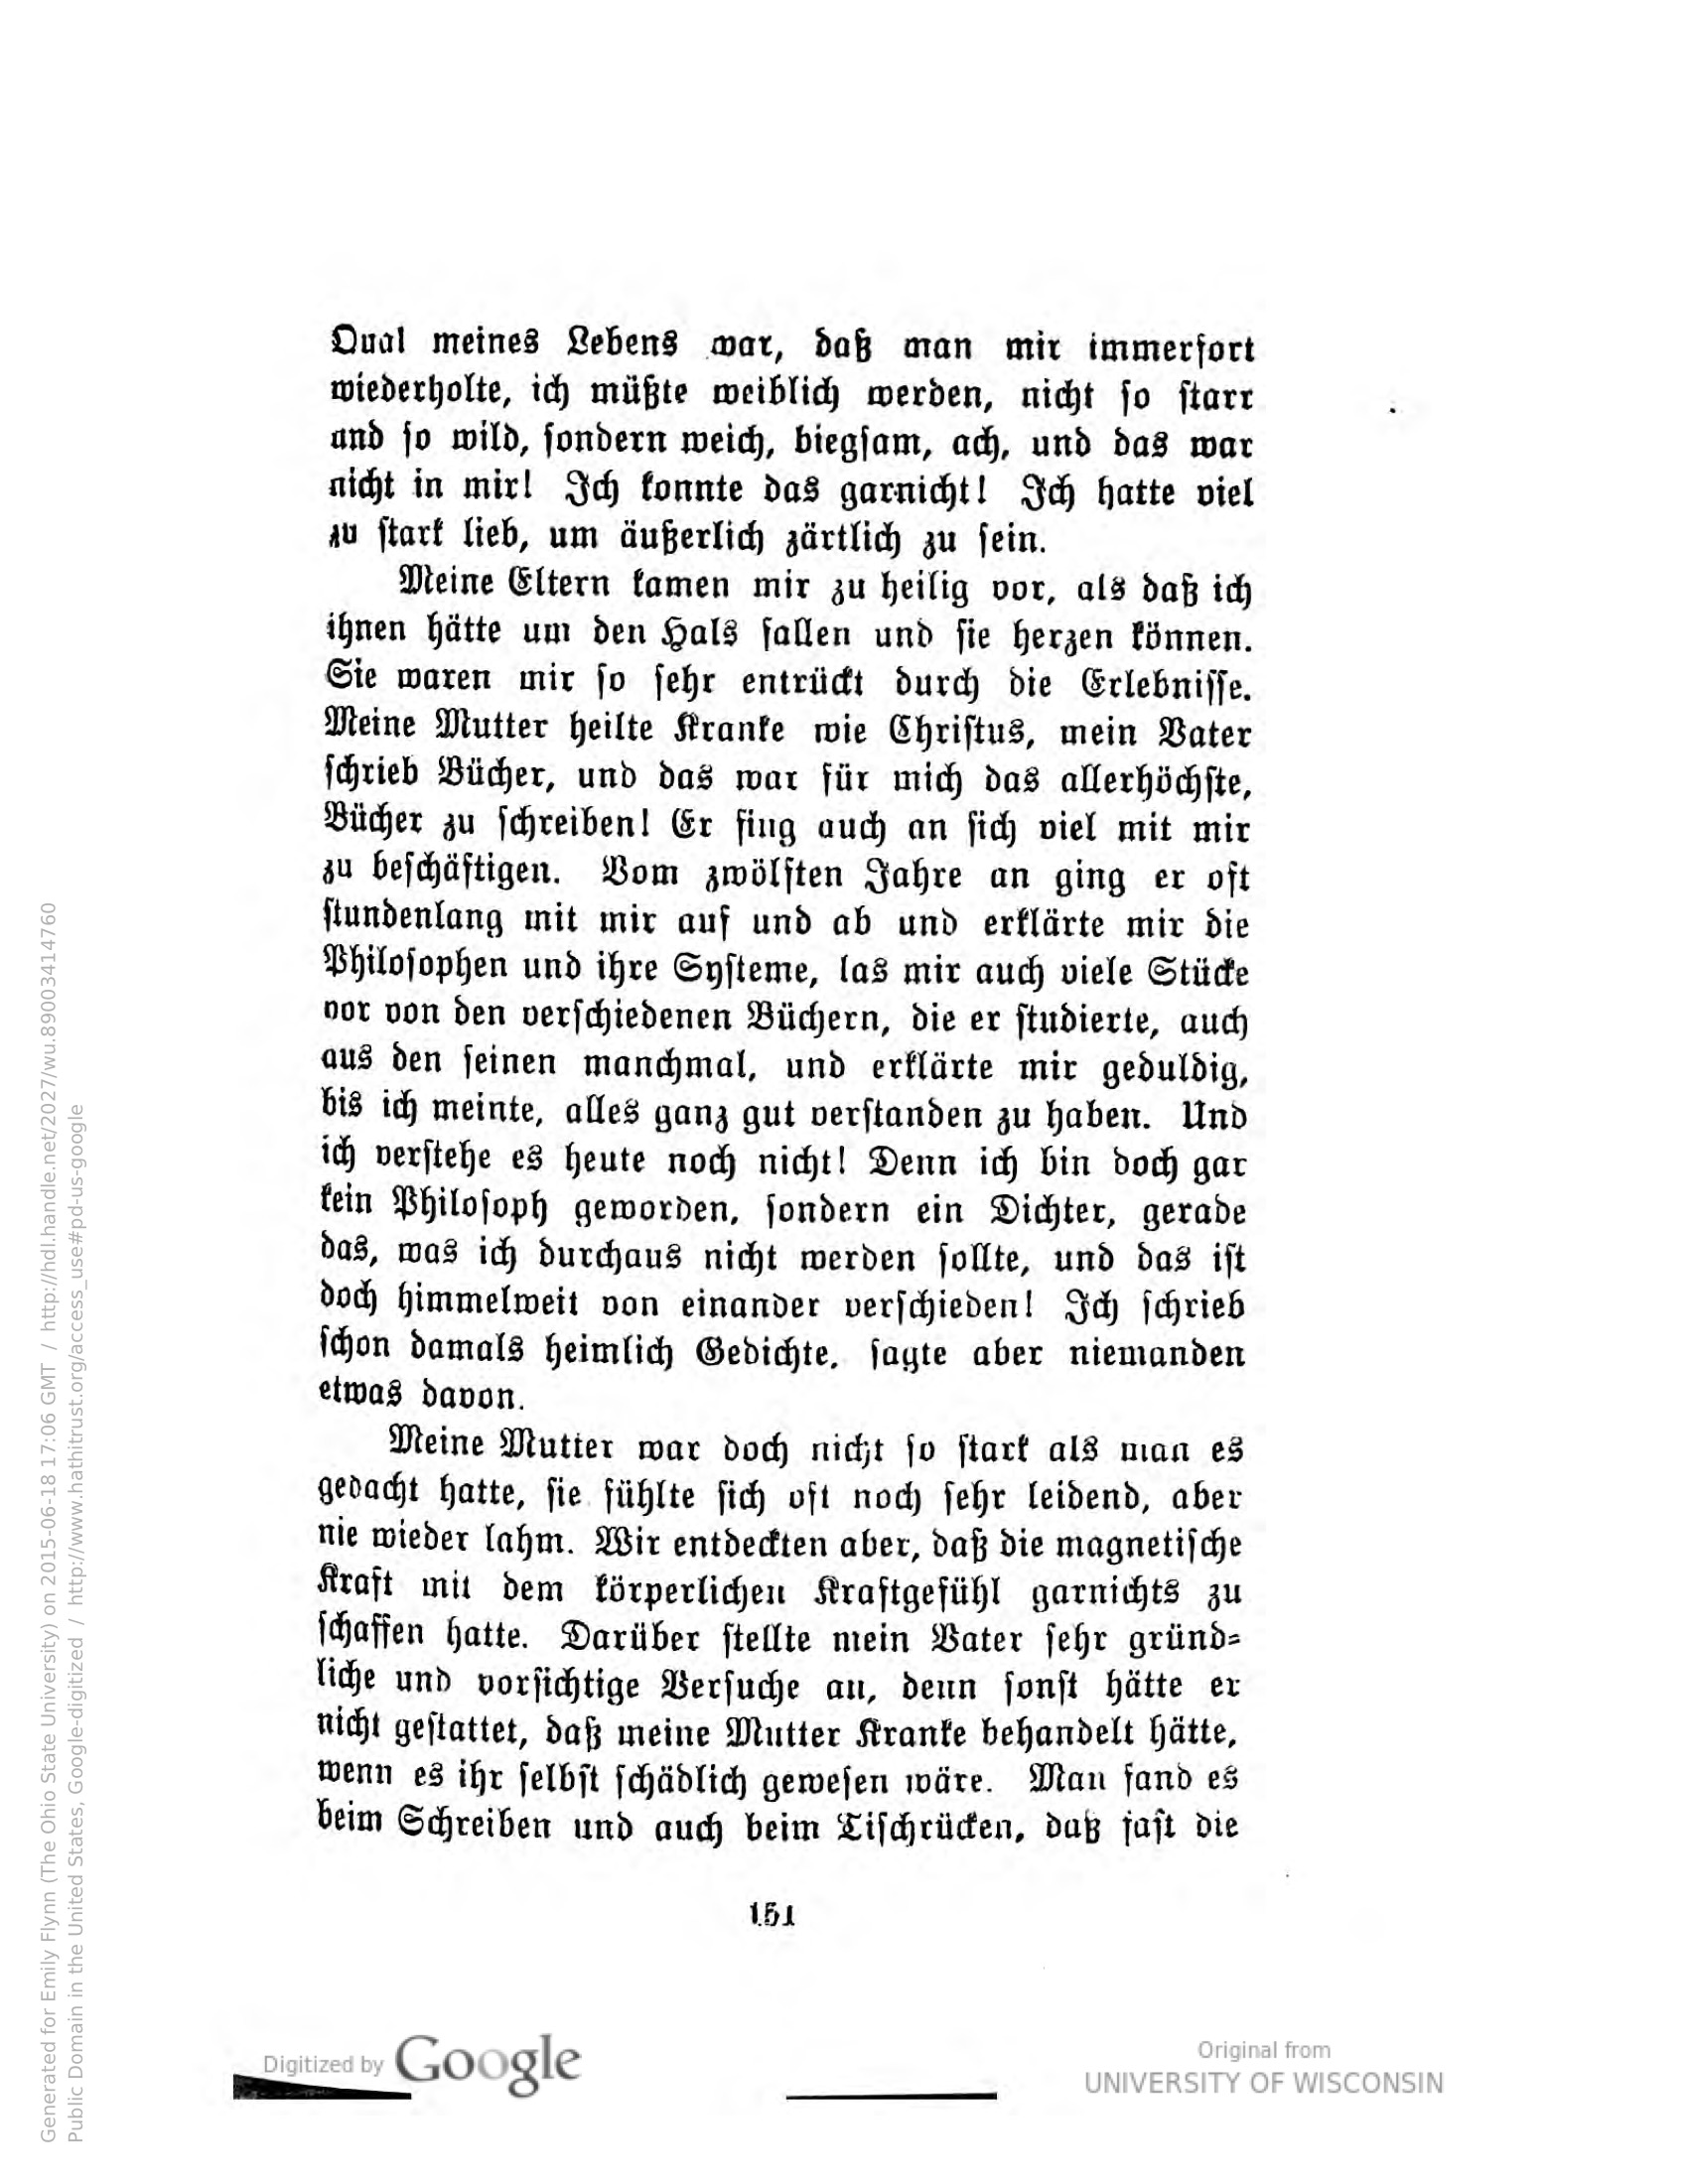 Qual meines Lebens war, daß man mir immerfort
wiederholte, ich müßte weiblich werden, nicht so starr
und so wild, sondern weich, biegsam, ach, und das war
nicht in mir! Ich konnte das garnicht! Ich hatte viel
zu stark lieb, um äußerlich zärtlich zu sein.
Meine Eltern kamen mir zu heilig vor, als daß ich
ihnen hätte um den Hals fallen und sie herzen können.
Sie waren mir so sehr entrückt durch die Erlebnisse.
Meine Mutter heilte Kranke wie Christus, mein Vater
schrieb Bücher, und das war für mich das allerhöchste,
Bücher zu schreiben! Er fing auch an sich viel mit mir
zu beschäftigen. Vom zwölften Jahre an ging er oft
stundenlang mit mir auf und ab und erklärte mir die
Philosophen und ihre Systeme, las mir auch viele Stücke
vor von den verschiedenen Büchern, die er studierte, auch
aus den seinen manchmal, und erklärte mir geduldig,
bis ich meinte, alles ganz gut verstanden zu haben. Und
ich verstehe es heute noch nicht! Denn ich bin doch gar
kein Philosoph geworden, sondern ein Dichter, gerade
das, was ich durchaus nicht werden sollte, und das ist
doch himmelweit von einander verschieden! Ich schrieb
schon damals heimlich Gedichte, sagte aber niemanden
etwas davon.
Meine Mutter war doch nicht so stark als man es
gedacht hatte, sie fühlte sich oft noch sehr leidend, aber
nie wieder lahm. Wir entdeckten aber, daß die magnetische
Kraft mit dem körperlichen Kraftgefühl garnichts zu
schaffen hatte. Darüber stellte mein Vater sehr gründ-
liche und vorsichtige Versuche an, denn sonst hätte er
nicht gestattet, daß meine Mutter Kranke behandelt hätte,
wenn es ihr selbst schädlich gewesen wäre. Man fand es
beim Schreiben und auch beim Tischrücken, daß fast die
151
Digitized by Google
Original from
UNIVERSITY OF WISCONSIN
Generated for Emily Flynn (The Ohio State University) on 2015-06-18 17:06 GMT / http://hdl.handle.net/2027/wu.89003414760
Public Domain in the United States, Google-digitized / http://www.hathitrust.org/access_use#pd-us-google